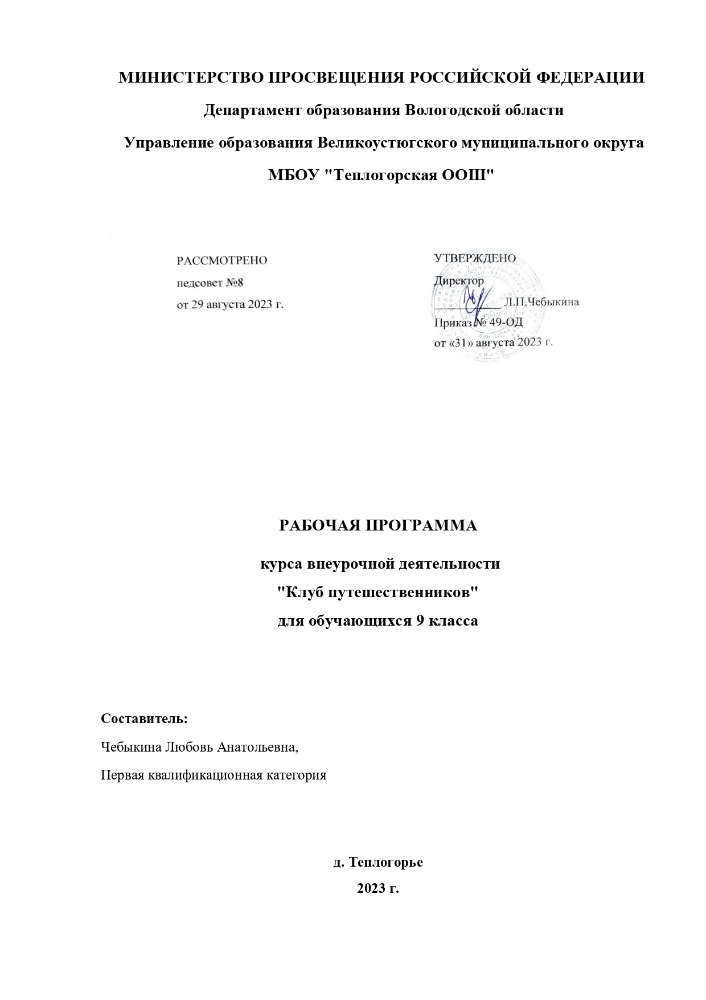 МИНИСТЕРСТВО ПРОСВЕЩЕНИЯ РОССИЙСКОЙ ФЕДЕРАЦИИ
Департамент образования Вологодской области
Управление образования Великоустюгского муниципального округа
МБОУ "Теплогорская ООШ"
РАССМОТРЕНО
педсовет №8
от 29 августа 2023 г.
УТВЕРЖДЕНО
Директор
Л.П.Чебыкина
Приказ № 49-ОД
от «31» августа 2023 г.
РАБОЧАЯ ПРОГРАММА
курса внеурочной деятельности
"Клуб путешественников"
для обучающихся 9 класса
Составитель:
Чебыкина Любовь Анатольевна,
Первая квалификационная категория
д. Теплогорье
2023 г.